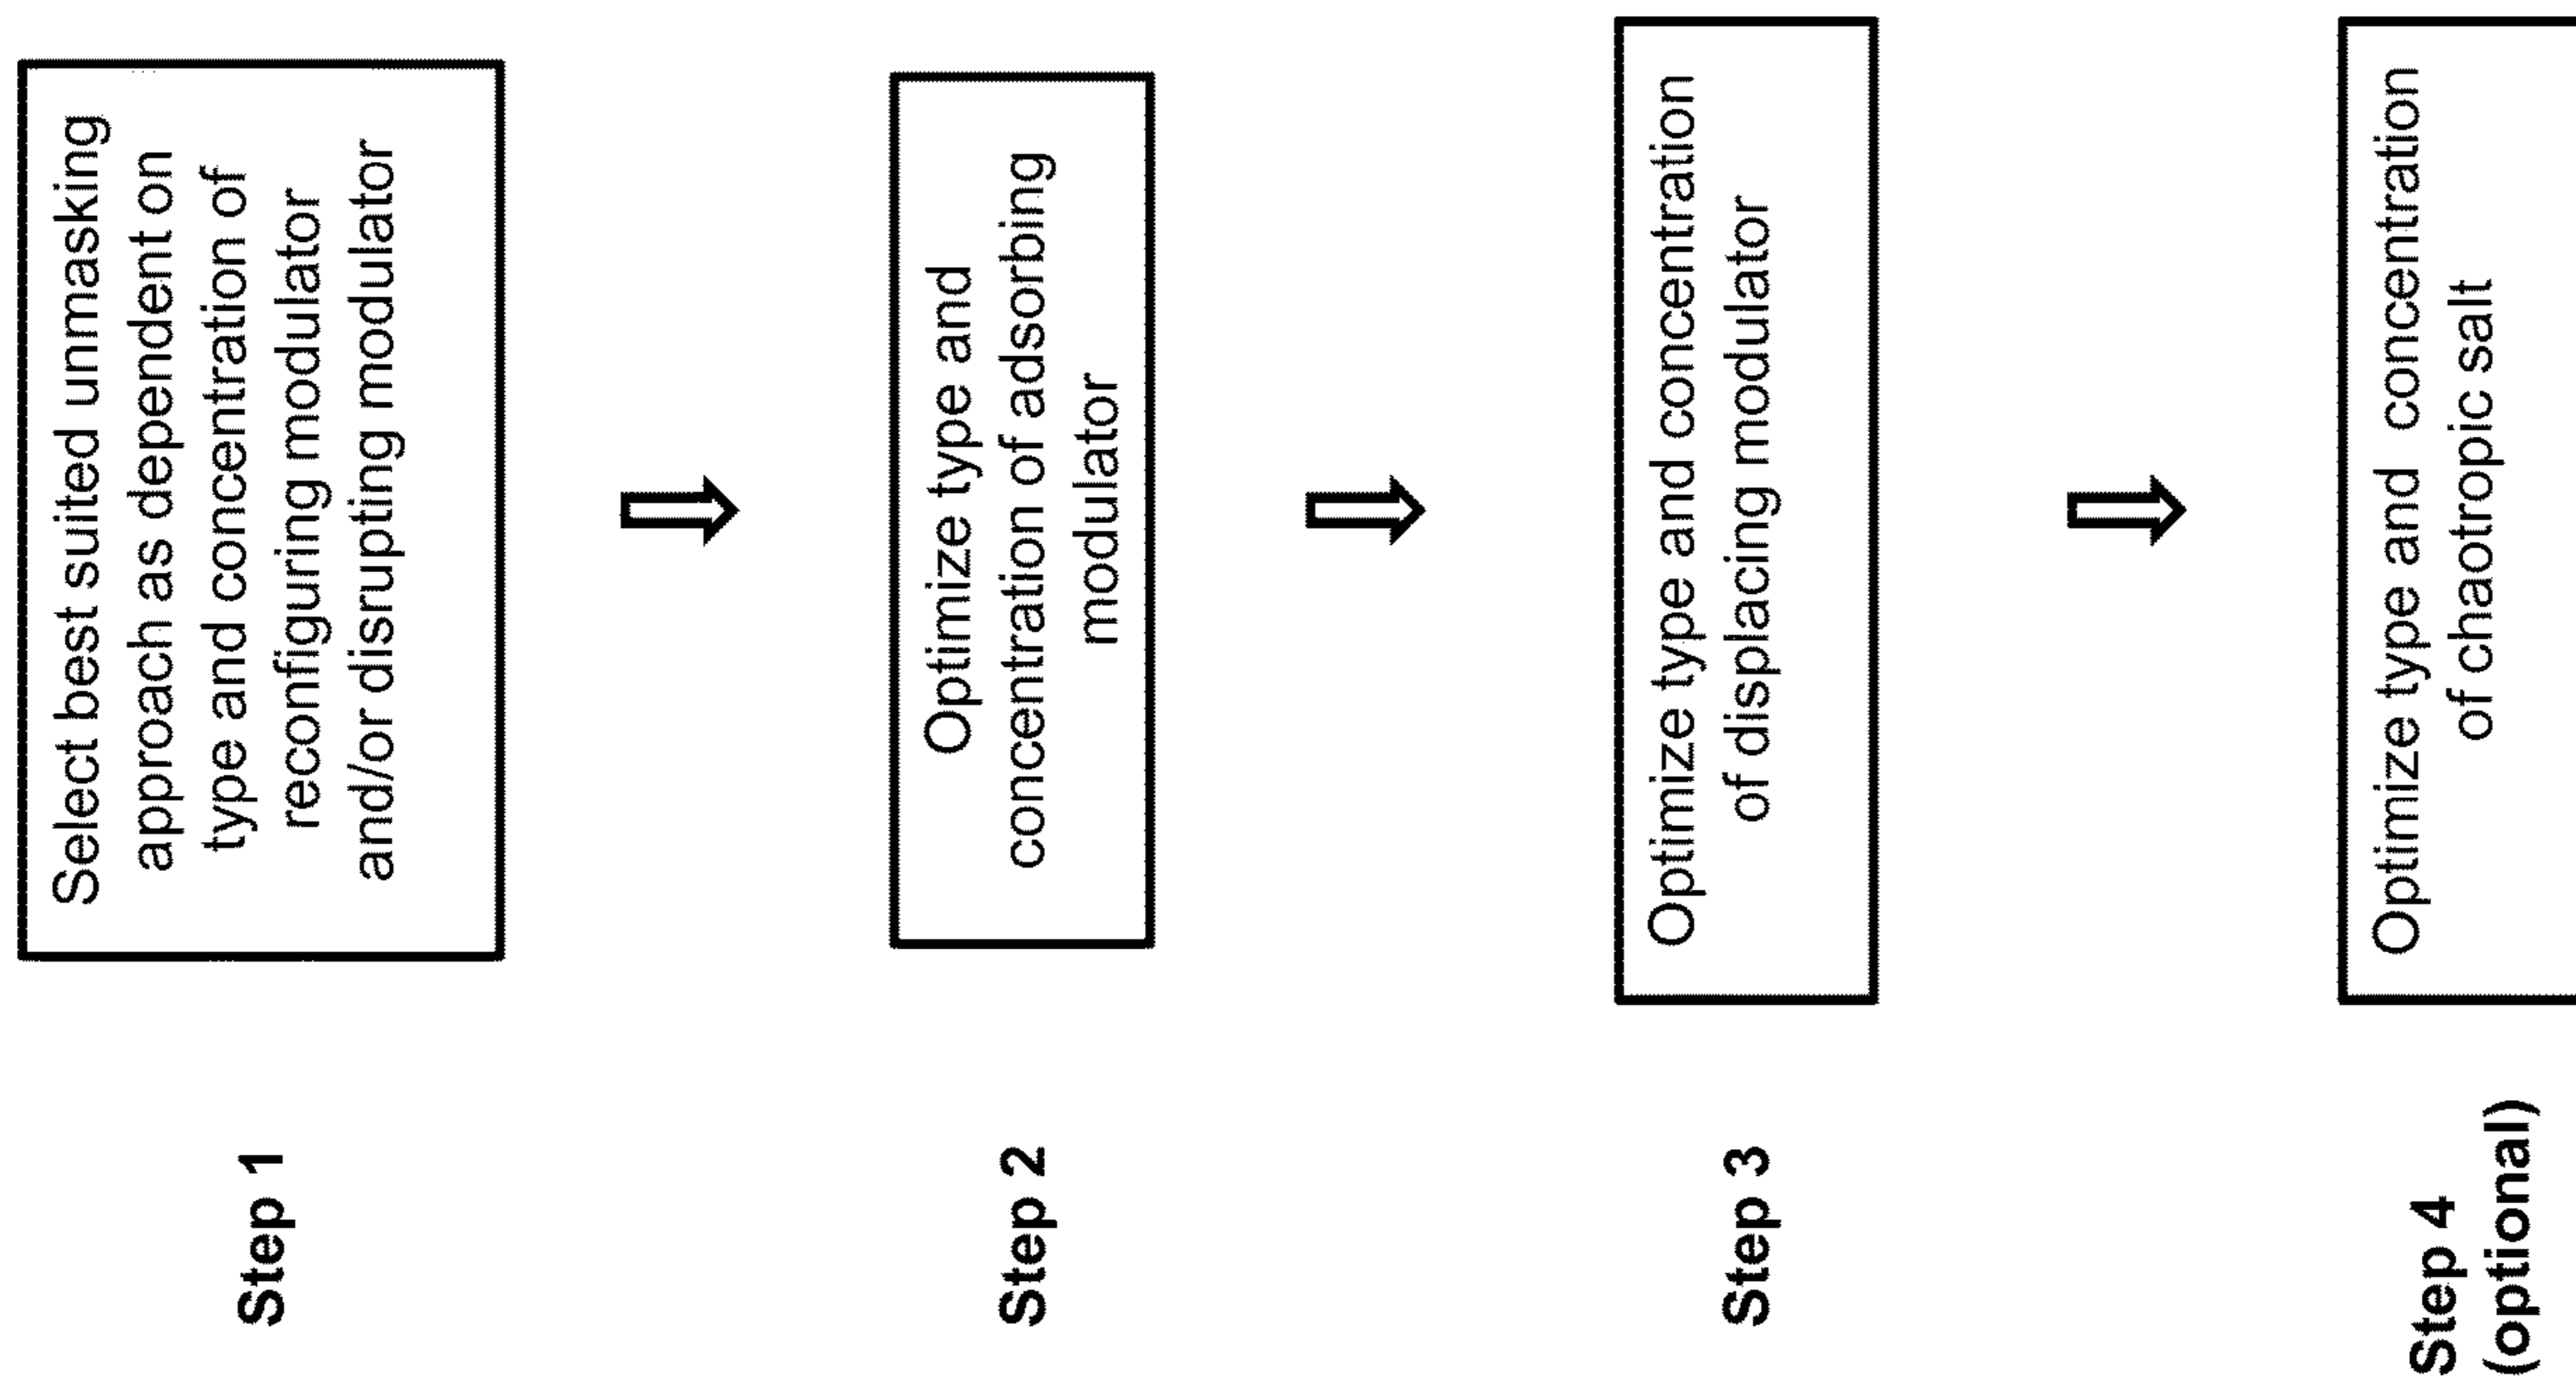 Step 1
Select best suited unmasking
approach as dependent on
type and concentration of
reconfiguring modulator
and/or disrupting modulator
Step 2
Optimize type and
concentration of adsorbing
modulator
Step 3
Optimize type and concentration
of displacing modulator
Step 4
(optional)
Optimize type and concentration
of chaotropic salt